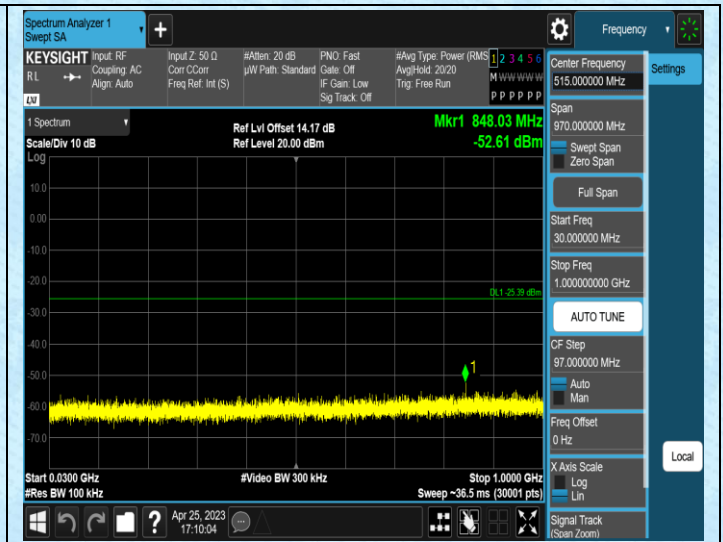 Spectrum Analyzer 1
Swept SA
Frequency
KEYSIGHT
R L
LXI
Input: RF
Coupling: AC
Align: Auto
Input Z: 50 Ω
Corr CCorr
Freq Ref: Int (S)
#Atten: 20 dB
µW Path: Standard
PNO: Fast
Gate: Off
IF Gain: Low
Sig Track: Off
#Avg Type: Power (RMS
Avg|Hold: 20/20
Trig: Free Run
1 2 3 4 5 6
M W W W W W
P P P P P P
1 Spectrum
Scale/Div 10 dB
Ref Lvl Offset 14.17 dB
Ref Level 20.00 dBm
Mkr1 848.03 MHz
-52.61 dBm
Log
10.0
0.00
-10.0
-20.0
DL1 -25.39 dBm
-30.0
-40.0
1
-50.0
-60.0
-70.0
Start 0.0300 GHz
#Video BW 300 kHz
Stop 1.0000 GHz
#Res BW 100 kHz
Sweep ~36.5 ms (30001 pts)
?
Apr 25, 2023
17:10:04
Center Frequency
515.000000 MHz
Settings
Span
970.000000 MHz
Swept Span
Zero Span
Full Span
Start Freq
30.000000 MHz
Stop Freq
1.000000000 GHz
AUTO TUNE
CF Step
97.000000 MHz
Auto
Man
Freq Offset
0 Hz
Local
X Axis Scale
Log
Lin
Signal Track
(Span Zoom)